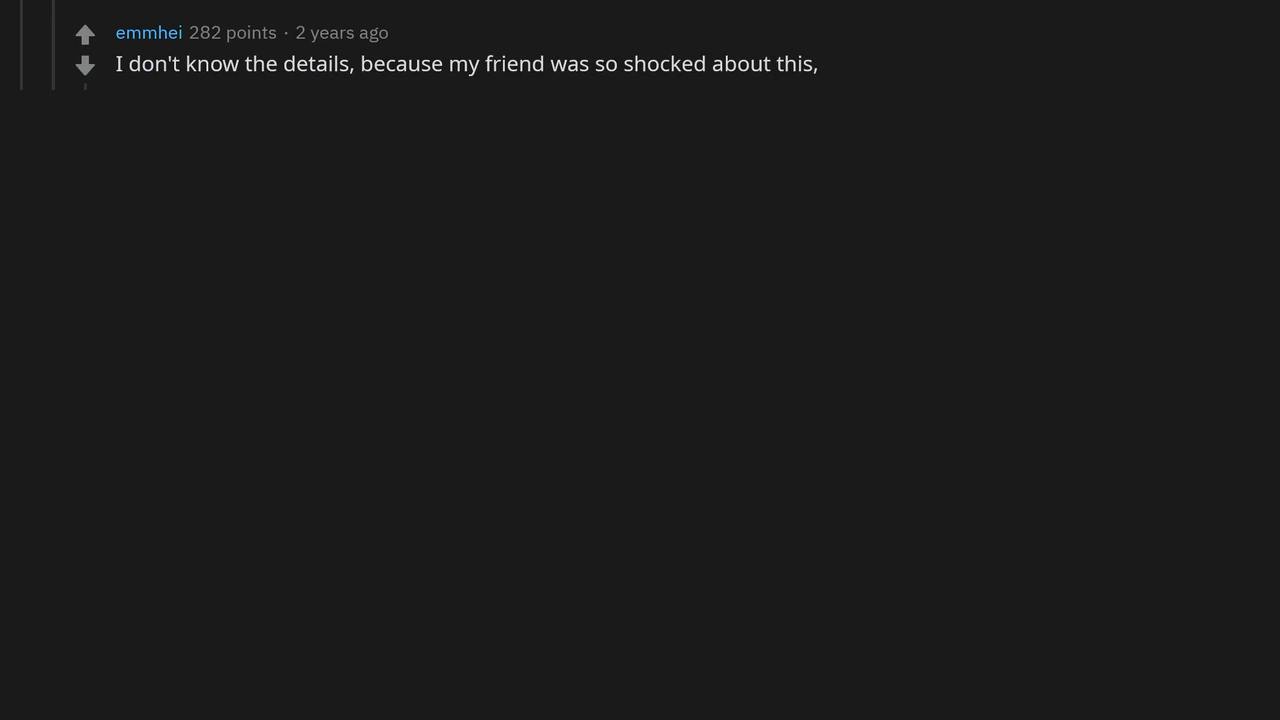 emmhei 282 points · 2 years ago
I don't know the details, because my friend was so shocked about this,